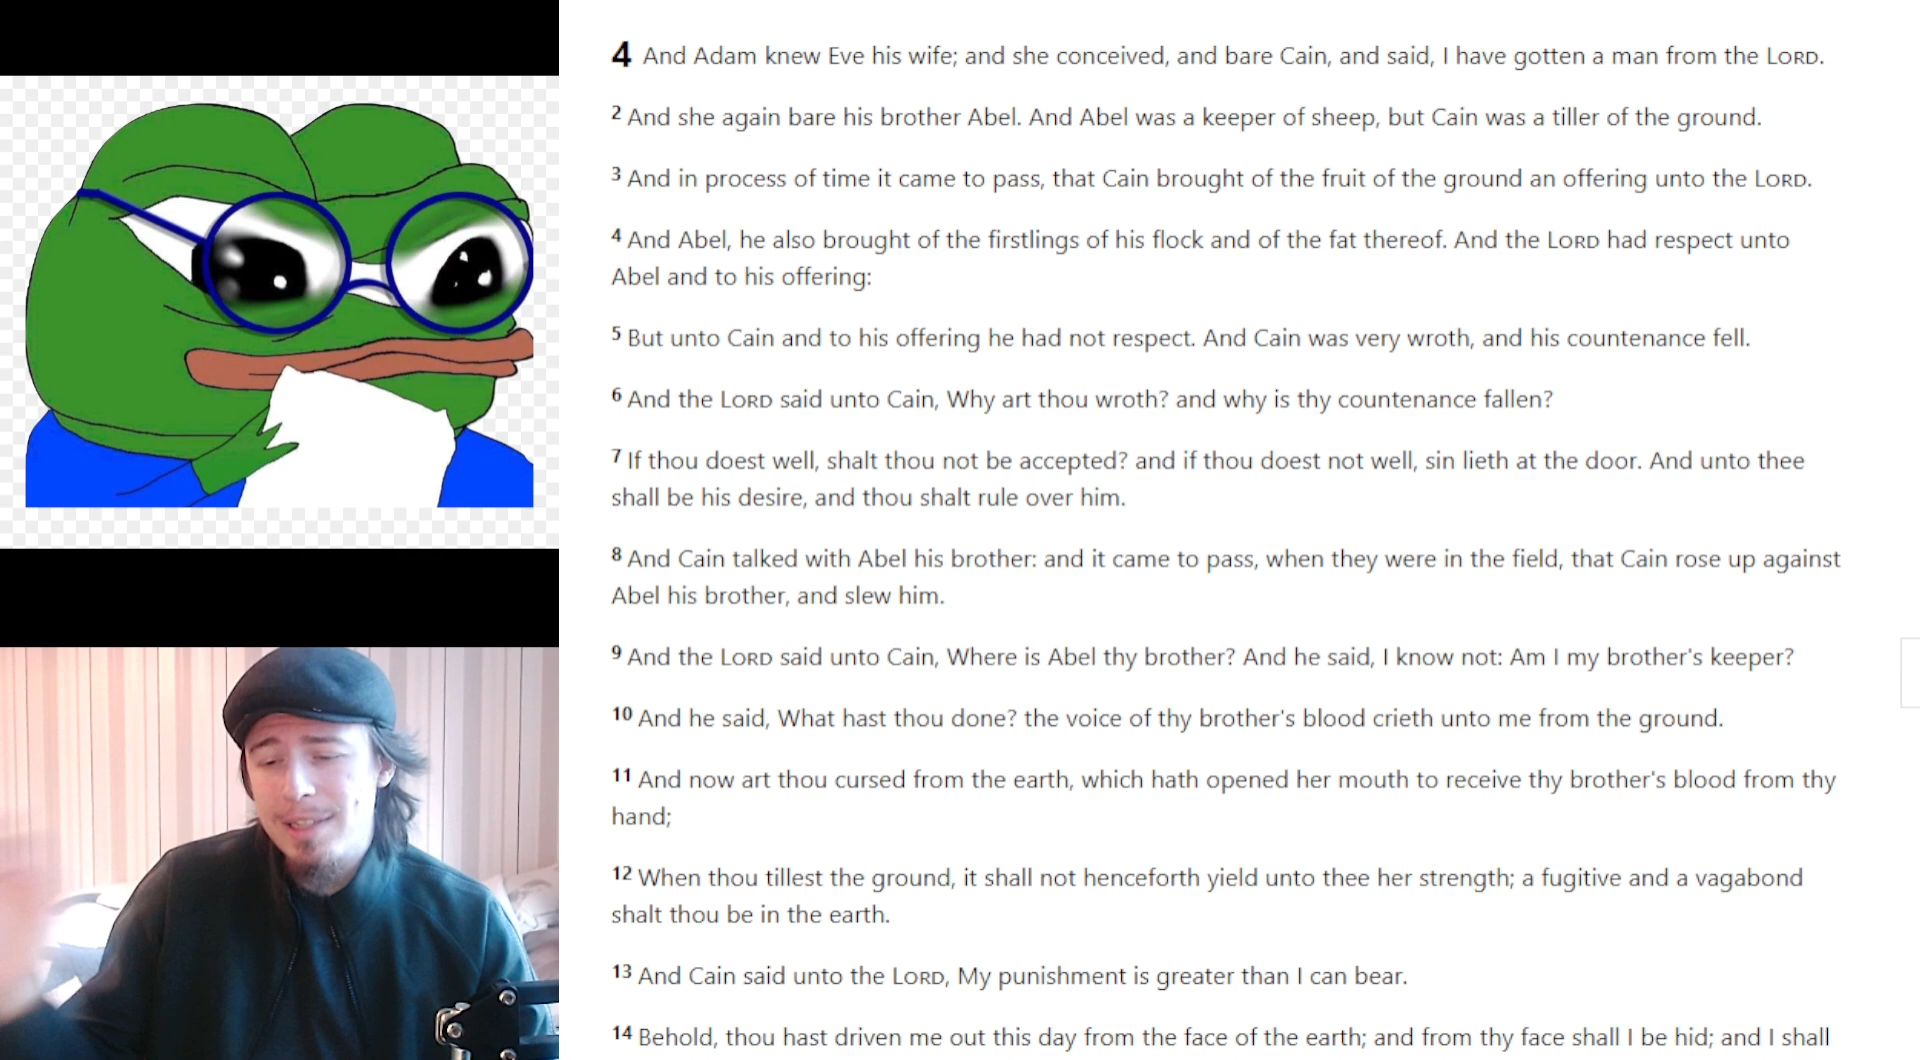 4 And Adam knew Eve his wife; and she conceived, and bare Cain, and said, I have gotten a man from the LORD.
2 And she again bare his brother Abel. And Abel was a keeper of sheep, but Cain was a tiller of the ground.
3 And in process of time it came to pass, that Cain brought of the fruit of the ground an offering unto the LORD.
4 And Abel, he also brought of the firstlings of his flock and of the fat thereof. And the LORD had respect unto
Abel and to his offering:
5 But unto Cain and to his offering he had not respect. And Cain was very wroth, and his countenance fell.
6 And the LORD said unto Cain, Why art thou wroth? and why is thy countenance fallen?
7 If thou doest well, shalt thou not be accepted? and if thou doest not well, sin lieth at the door. And unto thee
shall be his desire, and thou shalt rule over him.
8 And Cain talked with Abel his brother: and it came to pass, when they were in the field, that Cain rose up against
Abel his brother, and slew him.
9 And the LORD said unto Cain, Where is Abel thy brother? And he said, I know not: Am I my brother's keeper?
10 And he said, What hast thou done? the voice of thy brother's blood crieth unto me from the ground.
11 And now art thou cursed from the earth, which hath opened her mouth to receive thy brother's blood from thy
hand;
12 When thou tillest the ground, it shall not henceforth yield unto thee her strength; a fugitive and a vagabond
shalt thou be in the earth.
13 And Cain said unto the LORD, My punishment is greater than I can bear.
14 Behold, thou hast driven me out this day from the face of the earth; and from thy face shall I be hid; and I shall